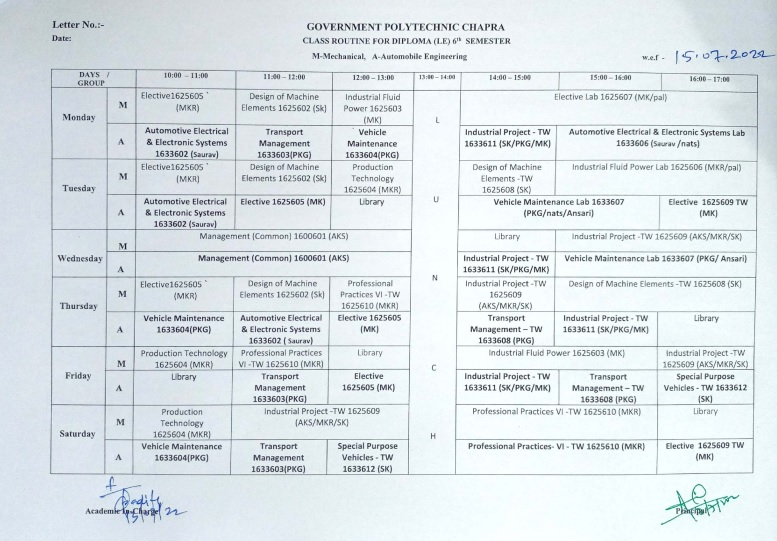 Letter No.:-
Date:
GOVERNMENT POLYTECHNIC CHAPRA
CLASS ROUTINE FOR DIPLOMA (LE) 6th SEMESTER
M-Mechanical, A-Automobile Engineering
w.e.f - 15.07.2022
DAYS / GROUP 10:00 – 11:00 11:00 – 12:00 12:00 – 13:00 13:00 – 14:00 14:00 – 15:00 15:00 – 16:00 16:00 – 17:00
Monday
M
Elective1625605
(MKR)
Design of Machine
Elements 1625602 (Sk)
Industrial Fluid
Power 1625603
(MK)
L
Elective Lab 1625607 (MK/pal)
A
Automotive Electrical
& Electronic Systems
1633602 (Saurav)
Transport
Management
1633603(PKG)
Vehicle
Maintenance
1633604(PKG)
Industrial Project - TW
1633611 (SK/PKG/MK)
Automotive Electrical & Electronic Systems Lab
1633606 (Saurav /nats)
Tuesday
M
Elective1625605
(MKR)
Design of Machine
Elements 1625602 (Sk)
Production
Technology
1625604 (MKR)
Design of Machine
Elements -TW
1625608 (SK)
Industrial Fluid Power Lab 1625606 (MKR/pal)
U
A
Automotive Electrical
& Electronic Systems
1633602 (Saurav)
Elective 1625605 (MK)
Library
Vehicle Maintenance Lab 1633607
(PKG/nats/Ansari)
Elective 1625609 TW
(MK)
Wednesday
M
Management (Common) 1600601 (AKS)
Library
Industrial Project -TW 1625609 (AKS/MKR/SK)
A
Management (Common) 1600601 (AKS)
Industrial Project - TW
1633611 (SK/PKG/MK)
Vehicle Maintenance Lab 1633607 (PKG/ Ansari)
Thursday
M
Elective1625605
(MKR)
Design of Machine
Elements 1625602 (Sk)
Professional
Practices VI -TW
1625610 (MKR)
N
Industrial Project -TW
1625609
(AKS/MKR/SK)
Design of Machine Elements -TW 1625608 (SK)
A
Vehicle Maintenance
1633604(PKG)
Automotive Electrical
& Electronic Systems
1633602 ( Saurav)
Elective 1625605
(MK)
Transport
Management – TW
1633608 (PKG)
Industrial Project - TW
1633611 (SK/PKG/MK)
Library
Friday
M
Production Technology
1625604 (MKR)
Professional Practices
VI -TW 1625610 (MKR)
Library
C
Industrial Fluid Power 1625603 (MK)
Industrial Project -TW
1625609 (AKS/MKR/SK)
A
Library
Transport
Management
1633603(PKG)
Elective
1625605 (MK)
Industrial Project - TW
1633611 (SK/PKG/MK)
Transport
Management – TW
1633608 (PKG)
Special Purpose
Vehicles - TW 1633612
(SK)
Saturday
M
Production
Technology
1625604 (MKR)
Industrial Project -TW 1625609
(AKS/MKR/SK)
Professional Practices VI -TW 1625610 (MKR)
Library
H
A
Vehicle Maintenance
1633604(PKG)
Transport
Management
1633603(PKG)
Special Purpose
Vehicles - TW
1633612 (SK)
Professional Practices- VI - TW 1625610 (MKR)
Elective 1625609 TW
(MK)
Academic In-Charge
Principal